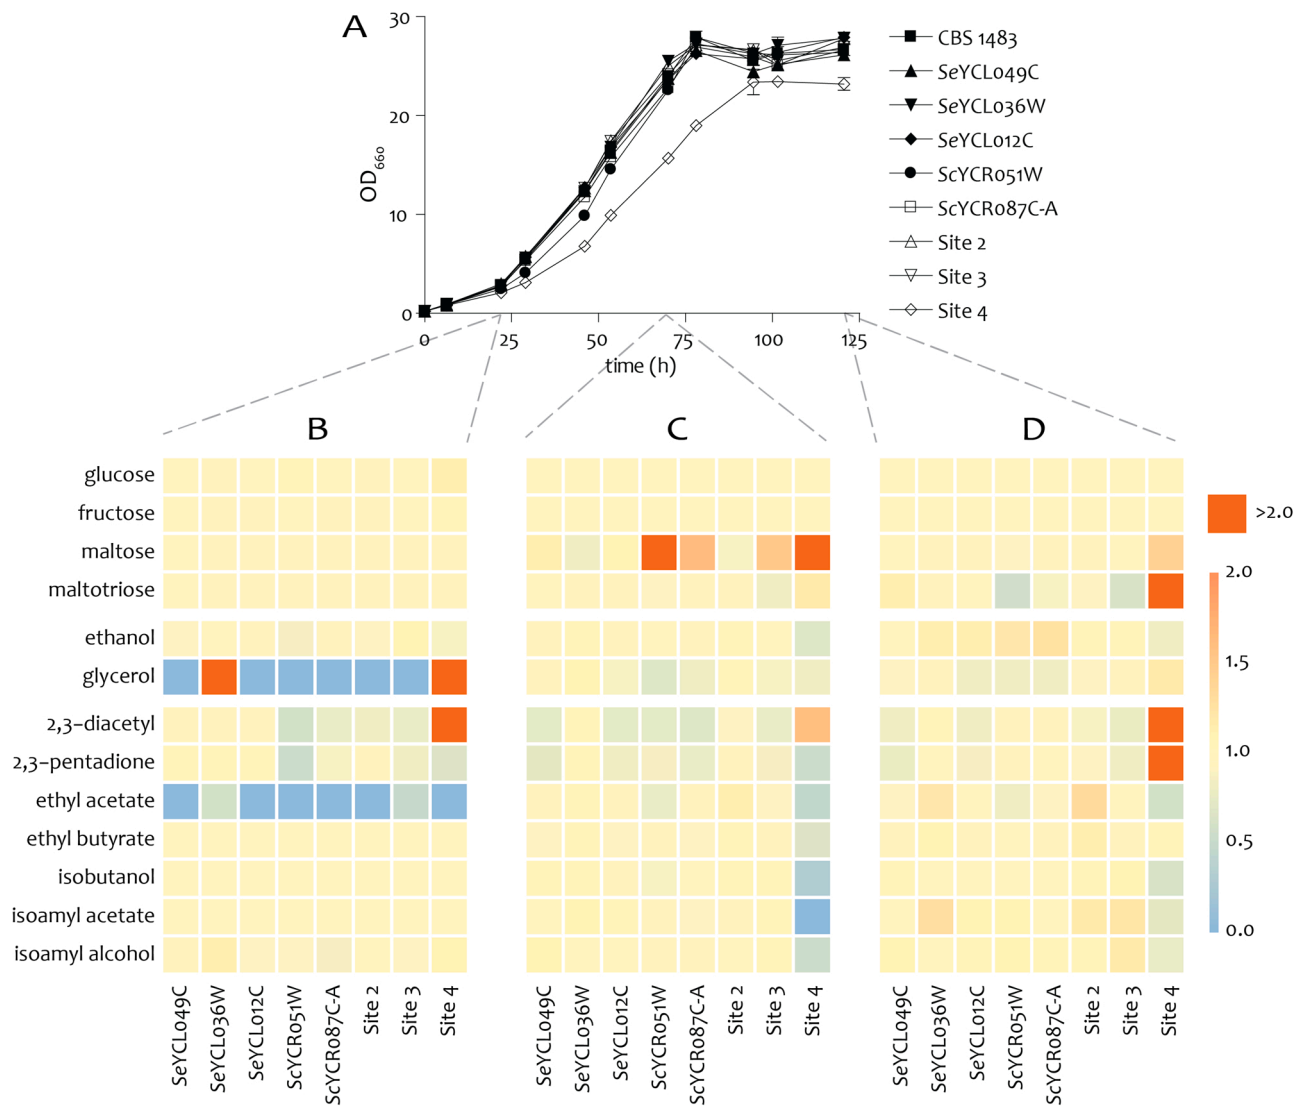 A
30
20
10
0
OD660
0 25 50 75 100 125
time (h)
CBS 1483
SeYCL049C
SeYCL036W
SeYCL012C
ScYCR051W
ScYCR087C-A
Site 2
Site 3
Site 4
B C D
glucose
fructose
maltose
maltotriose
ethanol
glycerol
2,3-diacetyl
2,3-pentadione
ethyl acetate
ethyl butyrate
isobutanol
isoamyl acetate
isoamyl alcohol
>2.0
2.0
1.5
1.0
0.5
0.0
SeYCL049C
SeYCL036W
SeYCL012C
ScYCR051W
ScYCR087C-A
Site 2
Site 3
Site 4
SeYCL049C
SeYCL036W
SeYCL012C
ScYCR051W
ScYCR087C-A
Site 2
Site 3
Site 4
SeYCL049C
SeYCL036W
SeYCL012C
ScYCR051W
ScYCR087C-A
Site 2
Site 3
Site 4